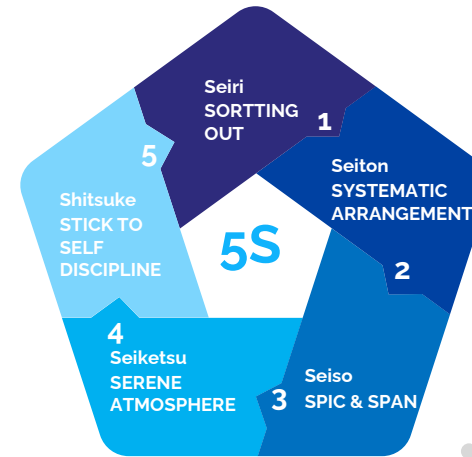 Seiri
SORTTING
OUT
1
Seiton
SYSTEMATIC
ARRANGEMENT
2
Seiso
SPIC & SPAN
3
Seiketsu
SERENE
ATMOSPHERE
4
Shitsuke
STICK TO
SELF
DISCIPLINE
5
5S